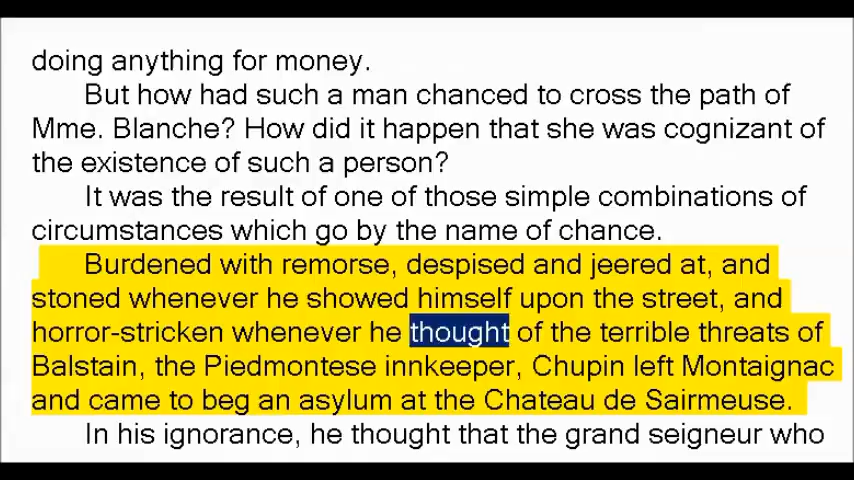 doing anything for money.
But how had such a man chanced to cross the path of
Mme. Blanche? How did it happen that she was cognizant of
the existence of such a person?
It was the result of one of those simple combinations of
circumstances which go by the name of chance.
Burdened with remorse, despised and jeered at, and
stoned whenever he showed himself upon the street, and
horror-stricken whenever he thought of the terrible threats of
Balstain, the Piedmontese innkeeper, Chupin left Montaignac
and came to beg an asylum at the Chateau de Sairmeuse.
In his ignorance, he thought that the grand seigneur who